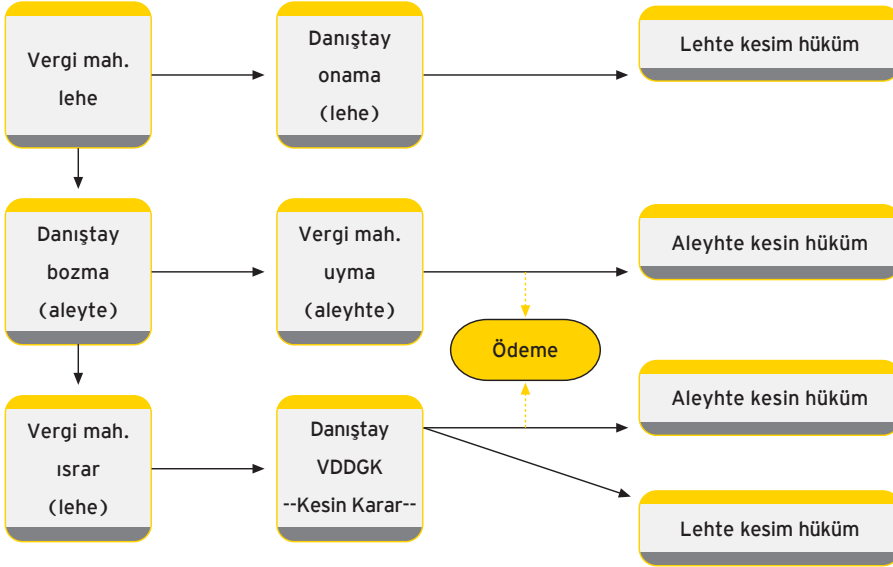 Vergi mah.
lehe
Danıştay
onama
(lehe)
Lehte kesim hüküm
Danıştay
bozma
(aleyte)
Vergi mah.
uyma
(aleyhte)
Aleyhte kesin hüküm
Ödeme
Vergi mah.
ısrar
(lehe)
Danıştay
VDDGK
--Kesin Karar--
Aleyhte kesin hüküm
Lehte kesim hüküm